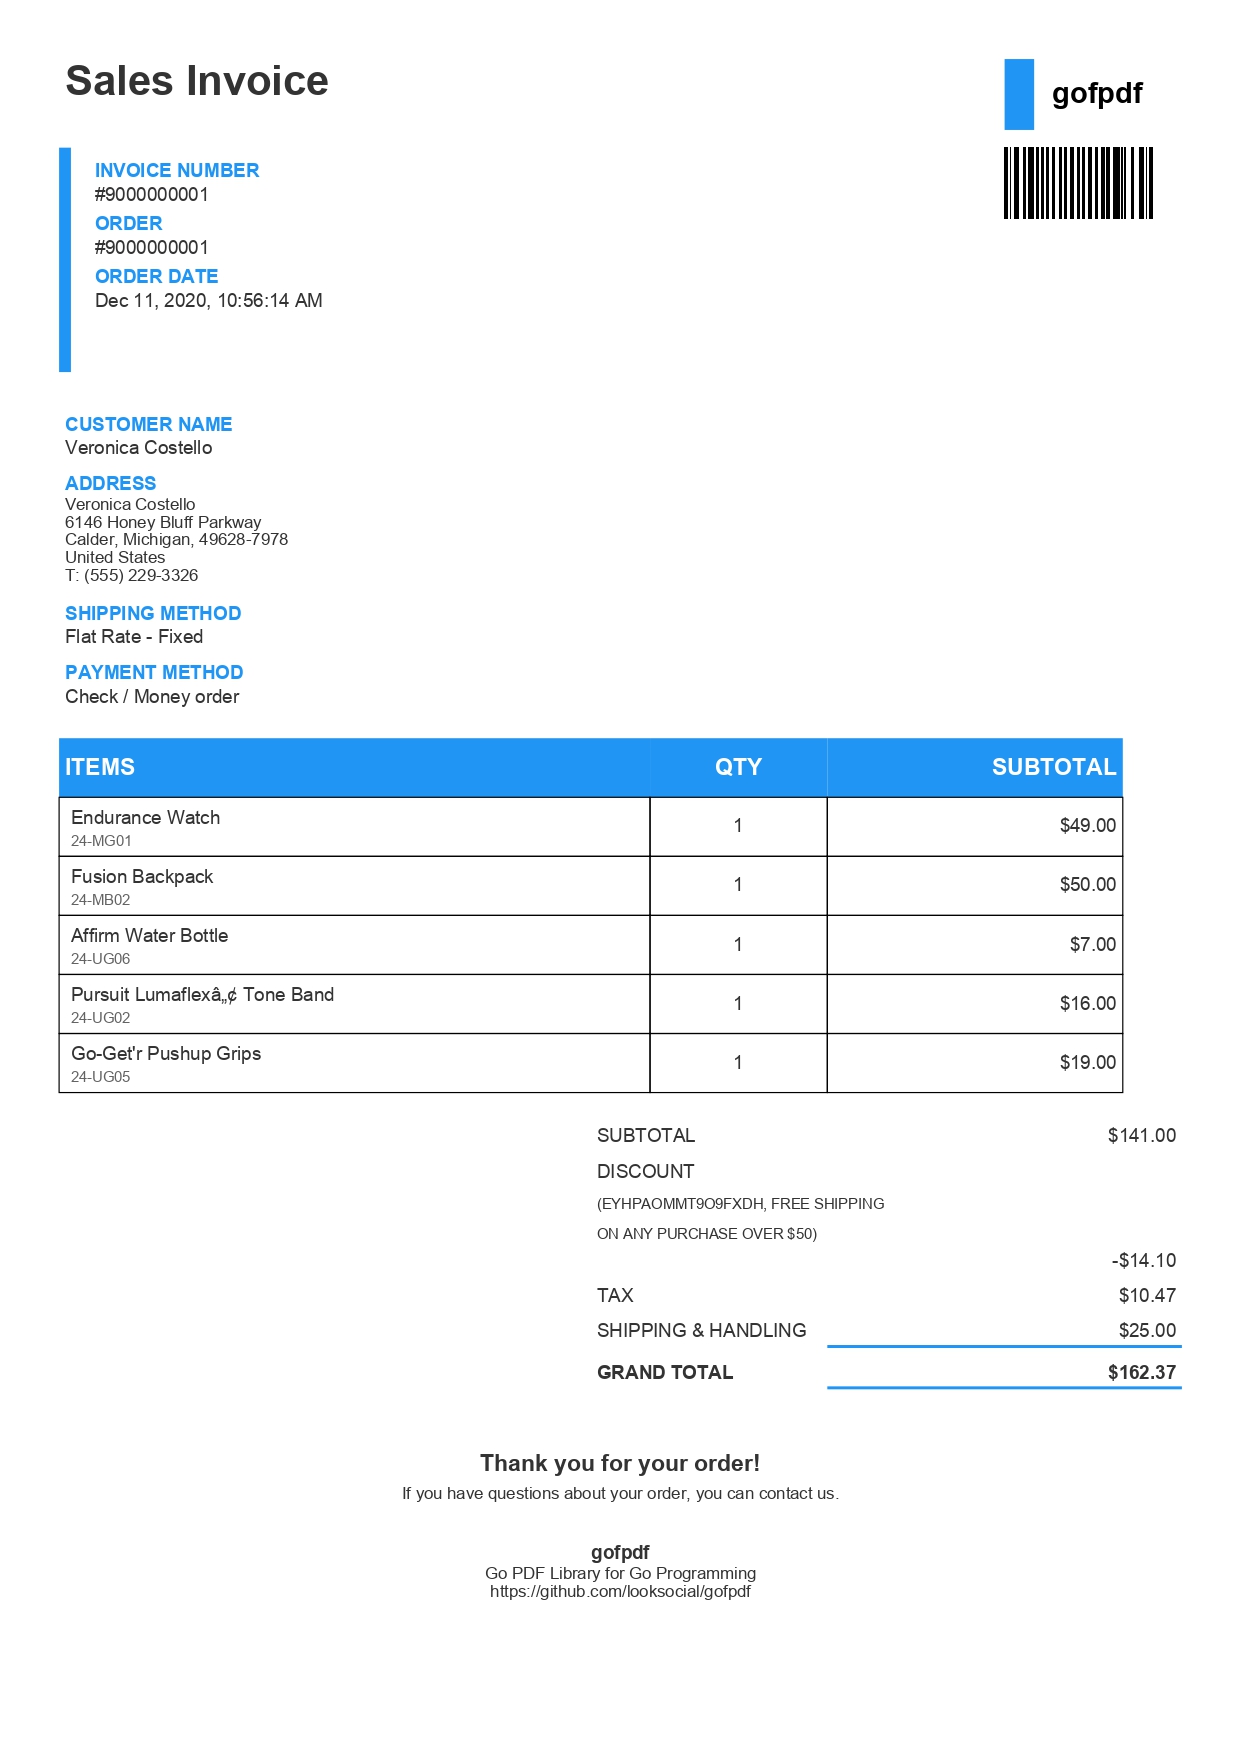 Sales Invoice
gofpdf
INVOICE NUMBER
#9000000001
ORDER
#9000000001
ORDER DATE
Dec 11, 2020, 10:56:14 AM
CUSTOMER NAME
Veronica Costello
ADDRESS
Veronica Costello
6146 Honey Bluff Parkway
Calder, Michigan, 49628-7978
United States
T: (555) 229-3326
SHIPPING METHOD
Flat Rate - Fixed
PAYMENT METHOD
Check / Money order
ITEMS QTY SUBTOTAL
Endurance Watch
24-MG01
1 $49.00
Fusion Backpack
24-MB02
1 $50.00
Affirm Water Bottle
24-UG06
1 $7.00
Pursuit Lumaflexâ„¢ Tone Band
24-UG02
1 $16.00
Go-Get'r Pushup Grips
24-UG05
1 $19.00
SUBTOTAL $141.00
DISCOUNT
(EYHPAOMMT9O9FXDH, FREE SHIPPING
ON ANY PURCHASE OVER $50)
-$14.10
TAX $10.47
SHIPPING & HANDLING $25.00
GRAND TOTAL $162.37
Thank you for your order!
If you have questions about your order, you can contact us.
gofpdf
Go PDF Library for Go Programming
https://github.com/looksocial/gofpdf